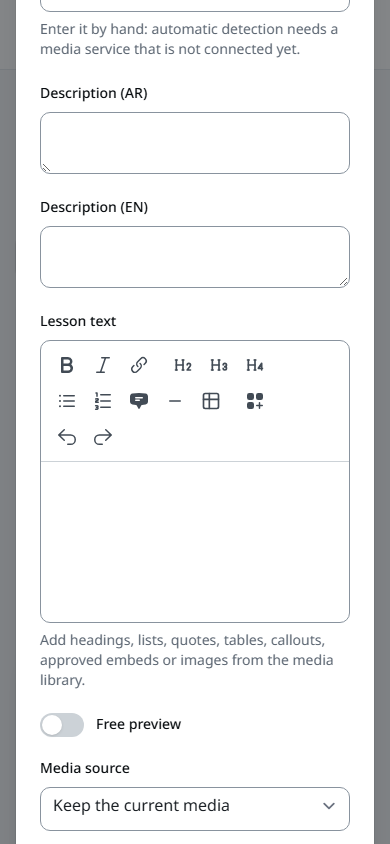 Enter it by hand: automatic detection needs a
media service that is not connected yet.
Description (AR)
Description (EN)
Lesson text
B I H2 H3 H4
Add headings, lists, quotes, tables, callouts,
approved embeds or images from the media
library.
Free preview
Media source
Keep the current media